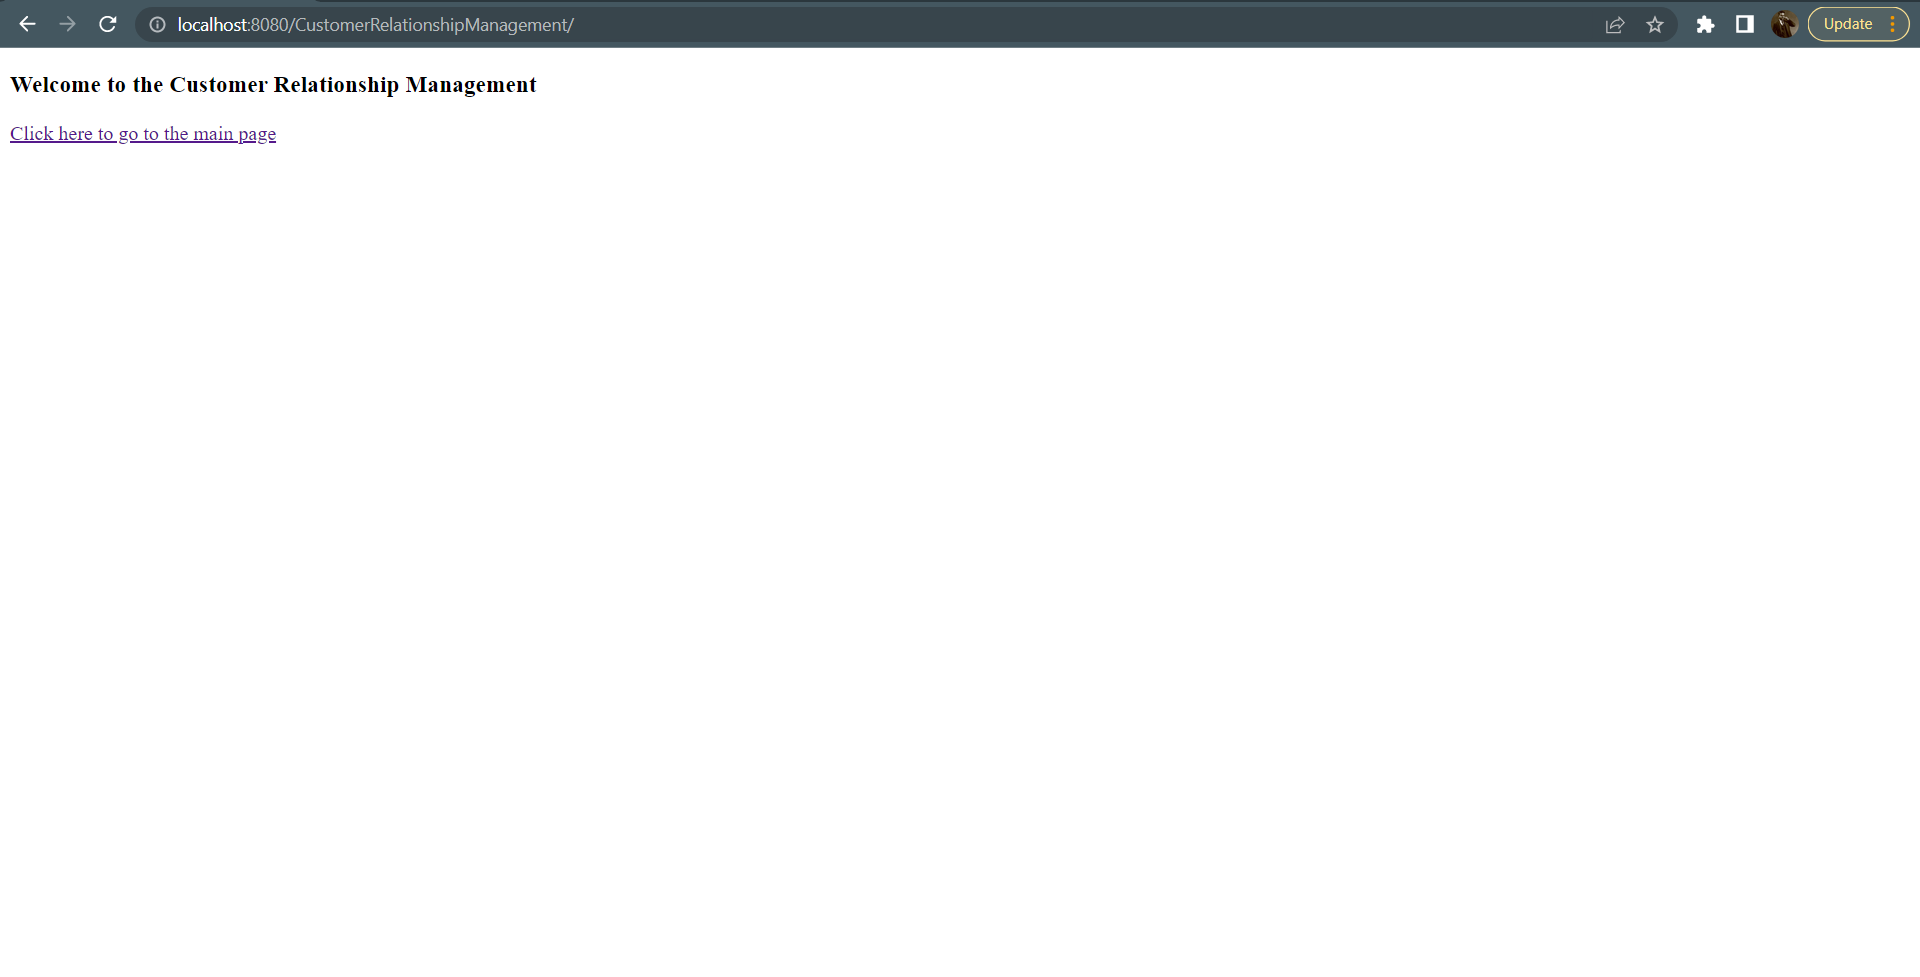 localhost:8080/CustomerRelationshipManagement/
Update
Welcome to the Customer Relationship Management
Click here to go to the main page